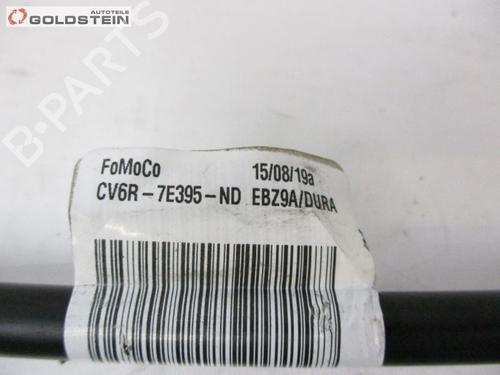 AUTOTEILE
GOLDSTEIN
B-Parts
FoMoCo 15/08/19a
CV6R-7E395-ND EBZ9A/DURA